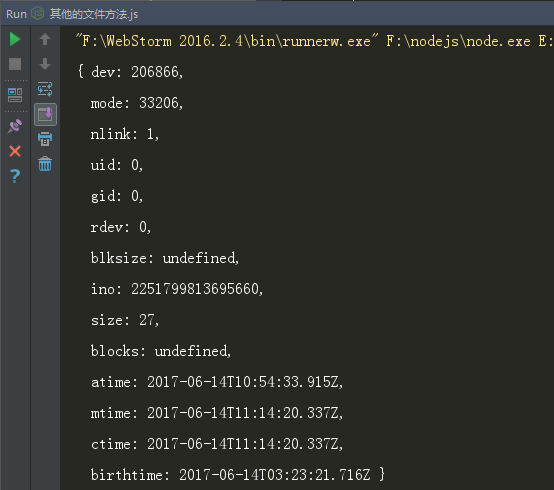 Run 其他的文件方法.js
"F:\WebStorm 2016.2.4\bin\runnerw.exe" F:\nodejs\node.exe E:
{ dev: 206866,
mode: 33206,
nlink: 1,
uid: 0,
gid: 0,
rdev: 0,
blksize: undefined,
ino: 2251799813695660,
size: 27,
blocks: undefined,
atime: 2017-06-14T10:54:33.915Z,
mtime: 2017-06-14T11:14:20.337Z,
ctime: 2017-06-14T11:14:20.337Z,
birthtime: 2017-06-14T03:23:21.716Z }